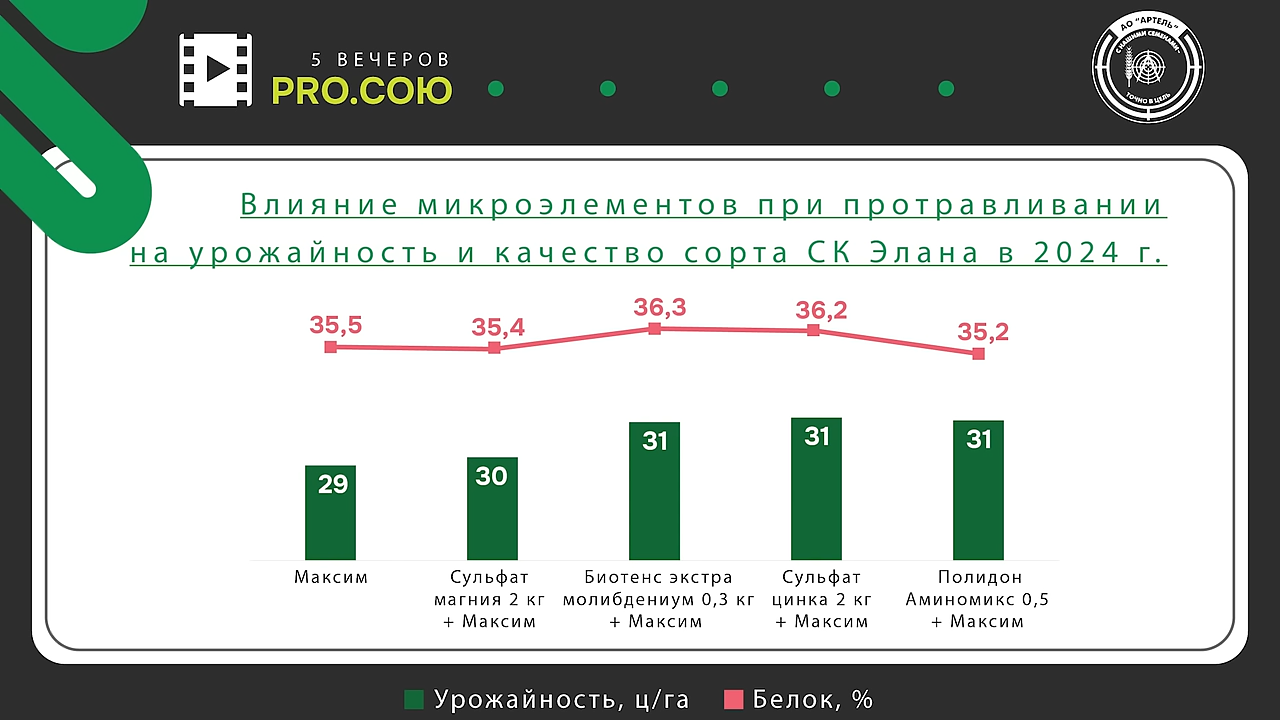 5 ВЕЧЕРОВ
PRO.СОЮ
АО "АРТЕЛЬ"
С НАШИМИ СЕМЕНАМИ-
ТОЧНО В ЦЕЛЬ
Влияние микроэлементов при протравливании
на урожайность и качество сорта СК Элана в 2024 г.
35,5 35,4 36,3 36,2 35,2
29 30 31 31 31
Максим
Сульфат
магния 2 кг
+ Максим
Биотенс экстра
молибдениум 0,3 кг
+ Максим
Сульфат
цинка 2 кг
+ Максим
Полидон
Аминомикс 0,5
+ Максим
Урожайность, ц/га Белок, %